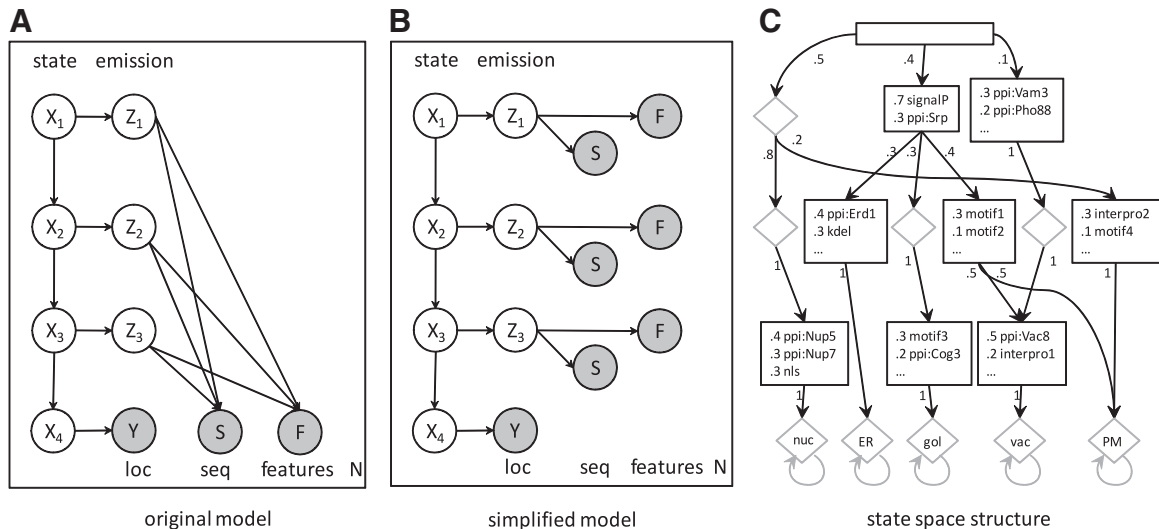 A
state emission
X1 Z1
X2 Z2
X3 Z3
X4 Y S F
loc seq features N
original model
B
state emission
X1 Z1 F
S
X2 Z2 F
S
X3 Z3 F
S
X4 Y
loc seq features N
simplified model
C
.5 .4 .1
.7 signalP
.3 ppi:Srp
.3 ppi:Vam3
.2 ppi:Pho88
...
.8 .2 .3 .3 .4 1
.4 ppi:Erd1
.3 kdel
...
.3 motif1
.1 motif2
...
.3 interpro2
.1 motif4
...
1 1 1 .5 .5 1 1
.4 ppi:Nup5
.3 ppi:Nup7
.3 nls
.3 motif3
.2 ppi:Cog3
...
.5 ppi:Vac8
.2 interpro1
...
1 1 1
nuc ER gol vac PM
state space structure